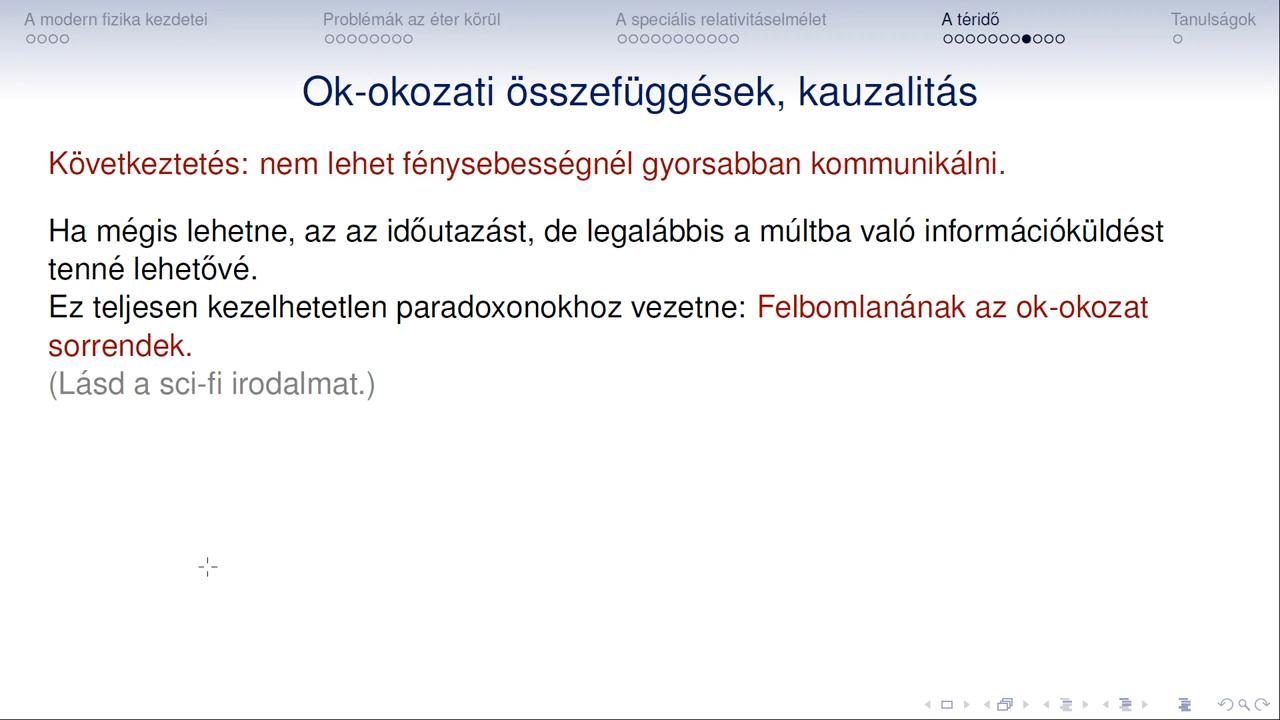 A modern fizika kezdetei
Problémák az éter körül
A speciális relativitáselmélet
A téridő
Tanulságok
Ok-okozati összefüggések, kauzalitás
Következtetés: nem lehet fénysebességnél gyorsabban kommunikálni.
Ha mégis lehetne, az az időutazást, de legalábbis a múltba való információküldést
tenné lehetővé.
Ez teljesen kezelhetetlen paradoxonokhoz vezetne: Felbomlanának az ok-okozat
sorrendek.
(Lásd a sci-fi irodalmat.)